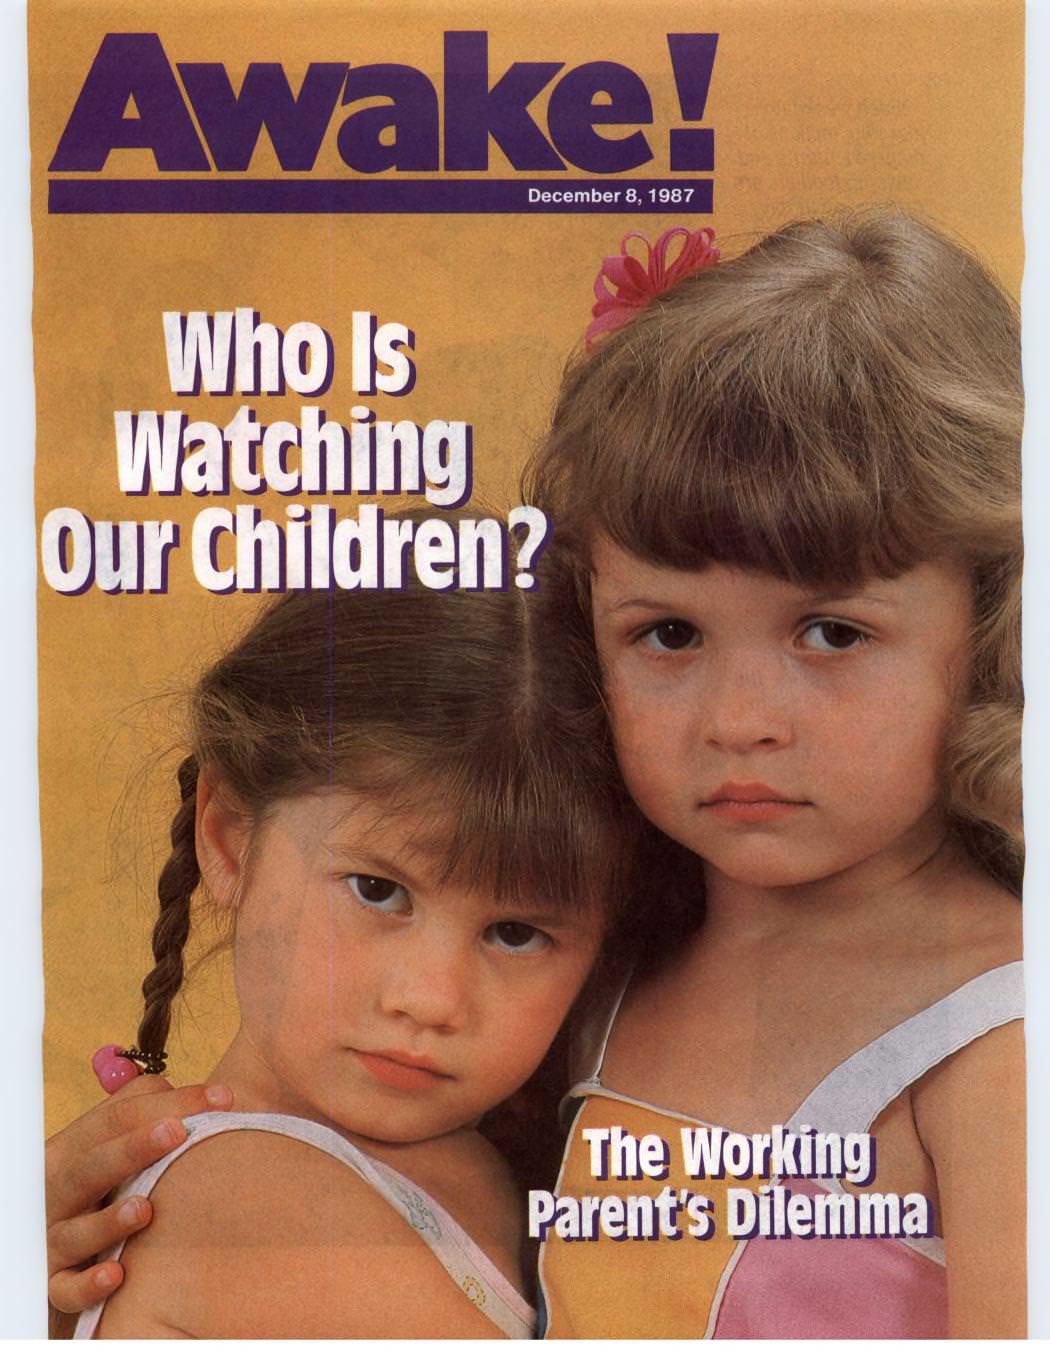 Awake!
December 8, 1987
Who Is
Watching
Our Children?
The Working
Parent's Dilemma